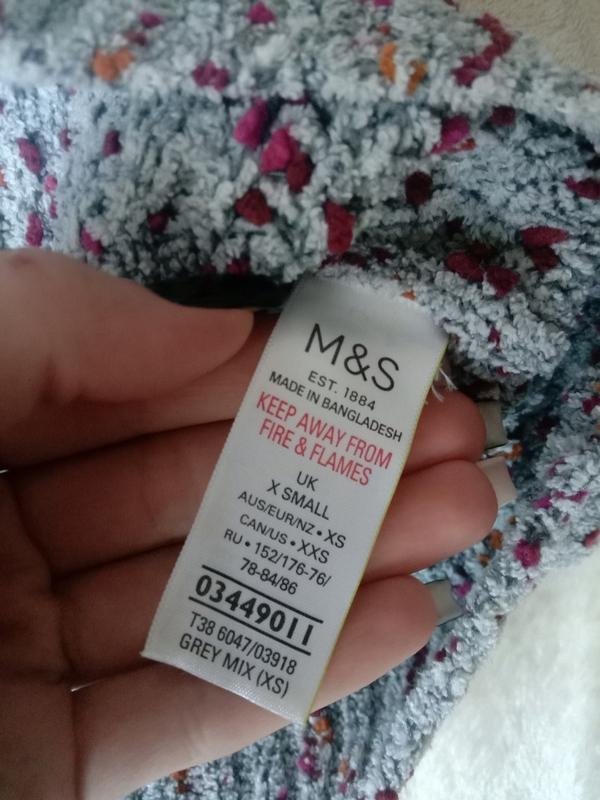 M&S
EST. 1884
MADE IN BANGLADESH
KEEP AWAY FROM
FIRE & FLAMES
UK
X SMALL
AUS/EUR/NZ • XS
CAN/US • XXS
RU • 152/176-76/
78-84/86
03449011
T38 6047/03918
GREY MIX (XS)